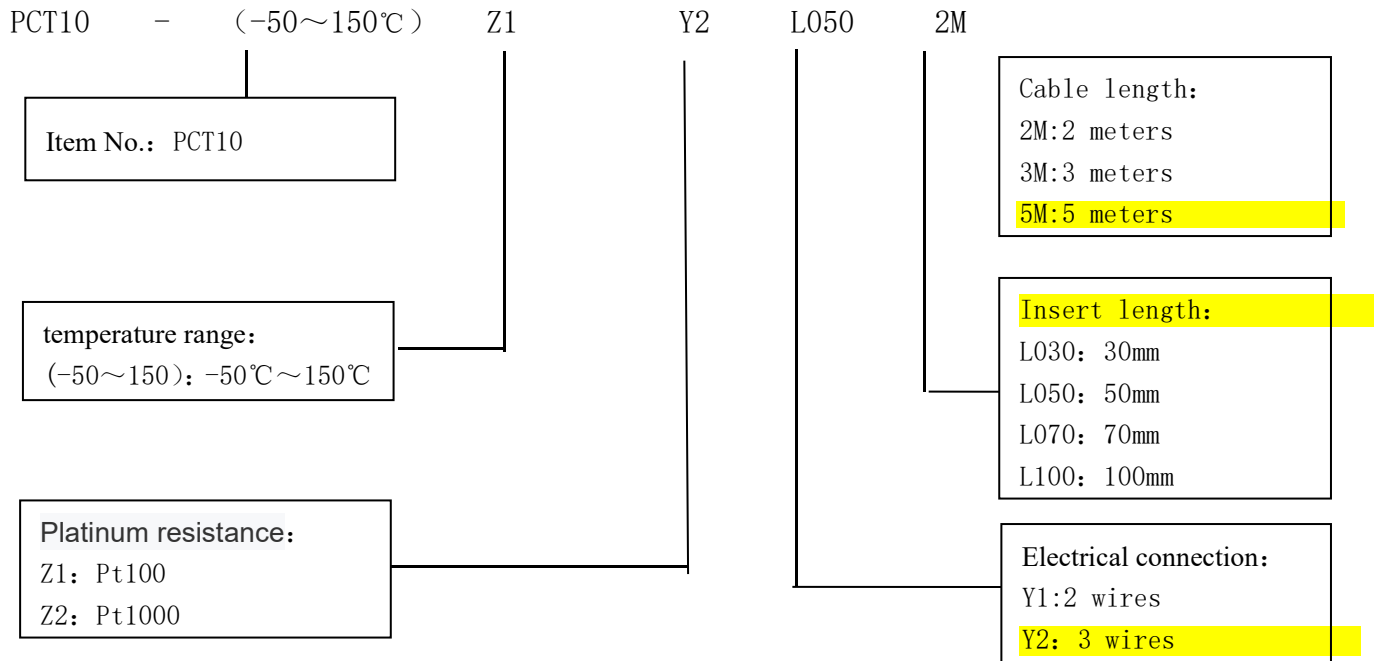 PCT10 - （-50～150℃） Z1 Y2 L050 2M
Item No.：PCT10
temperature range：
(-50～150）：-50℃～150℃
Platinum resistance：
Z1：Pt100
Z2：Pt1000
Cable length：
2M:2 meters
3M:3 meters
5M:5 meters
Insert length：
L030：30mm
L050：50mm
L070：70mm
L100：100mm
Electrical connection：
Y1:2 wires
Y2：3 wires